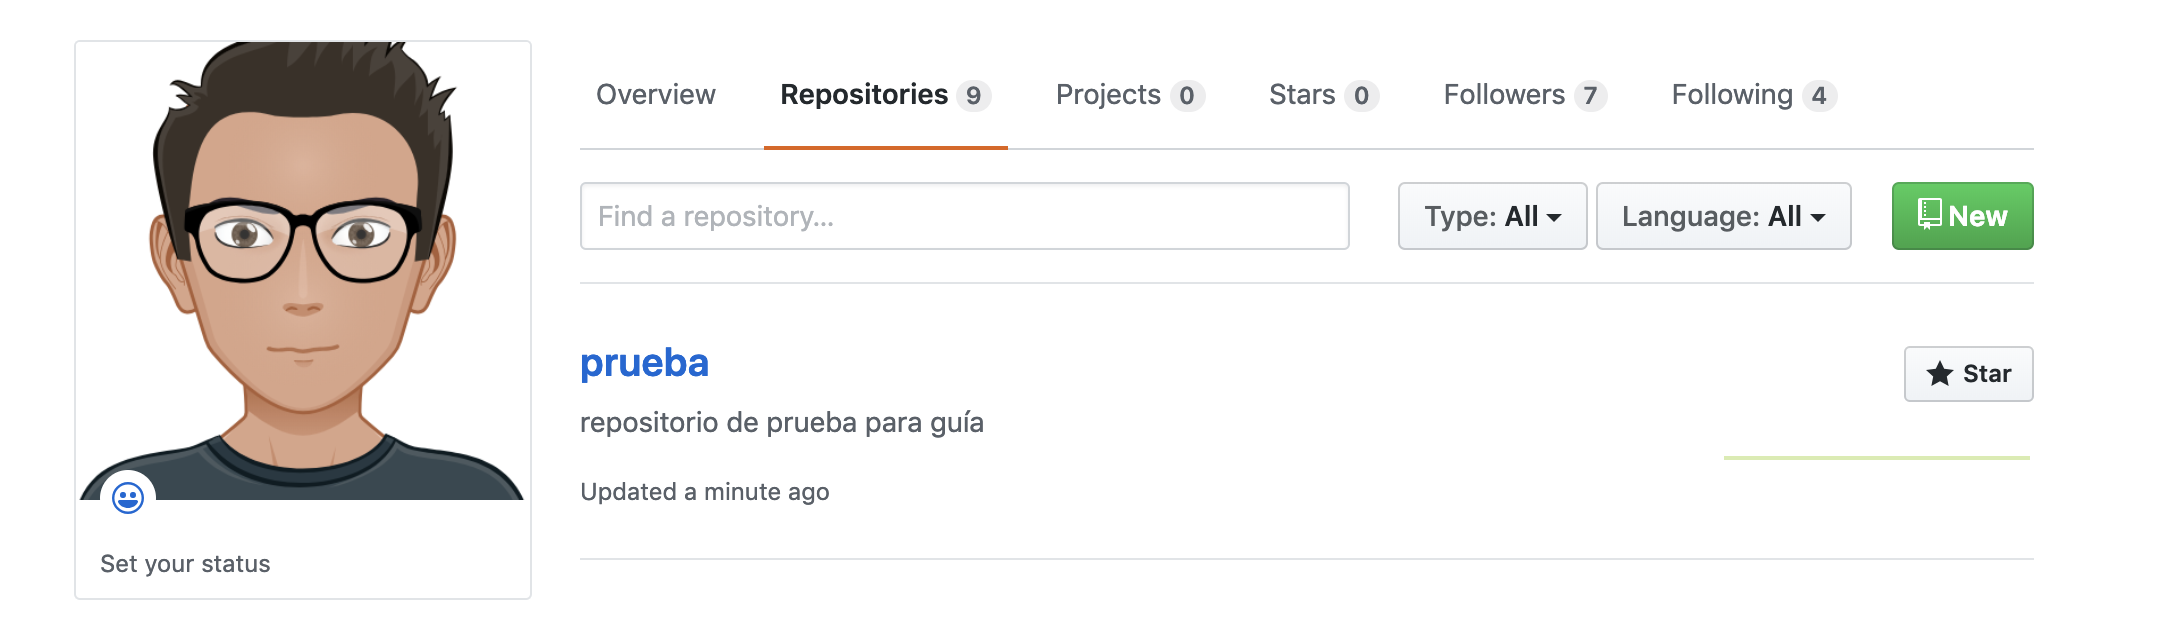 Overview Repositories 9 Projects 0 Stars 0 Followers 7 Following 4
Find a repository... Type: All Language: All New
prueba
Star
repositorio de prueba para guía
Updated a minute ago
Set your status